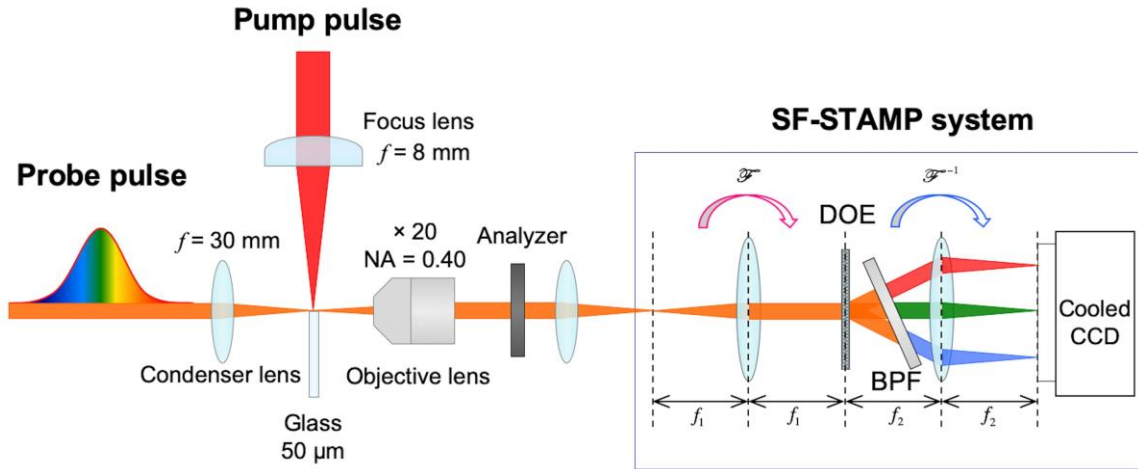 Pump pulse
Focus lens
f = 8 mm
Probe pulse
f = 30 mm
× 20
NA = 0.40
Analyzer
Condenser lens
Objective lens
Glass
50 μm
SF-STAMP system
ℱ
ℱ⁻¹
DOE
BPF
Cooled
CCD
f₁
f₁
f₂
f₂